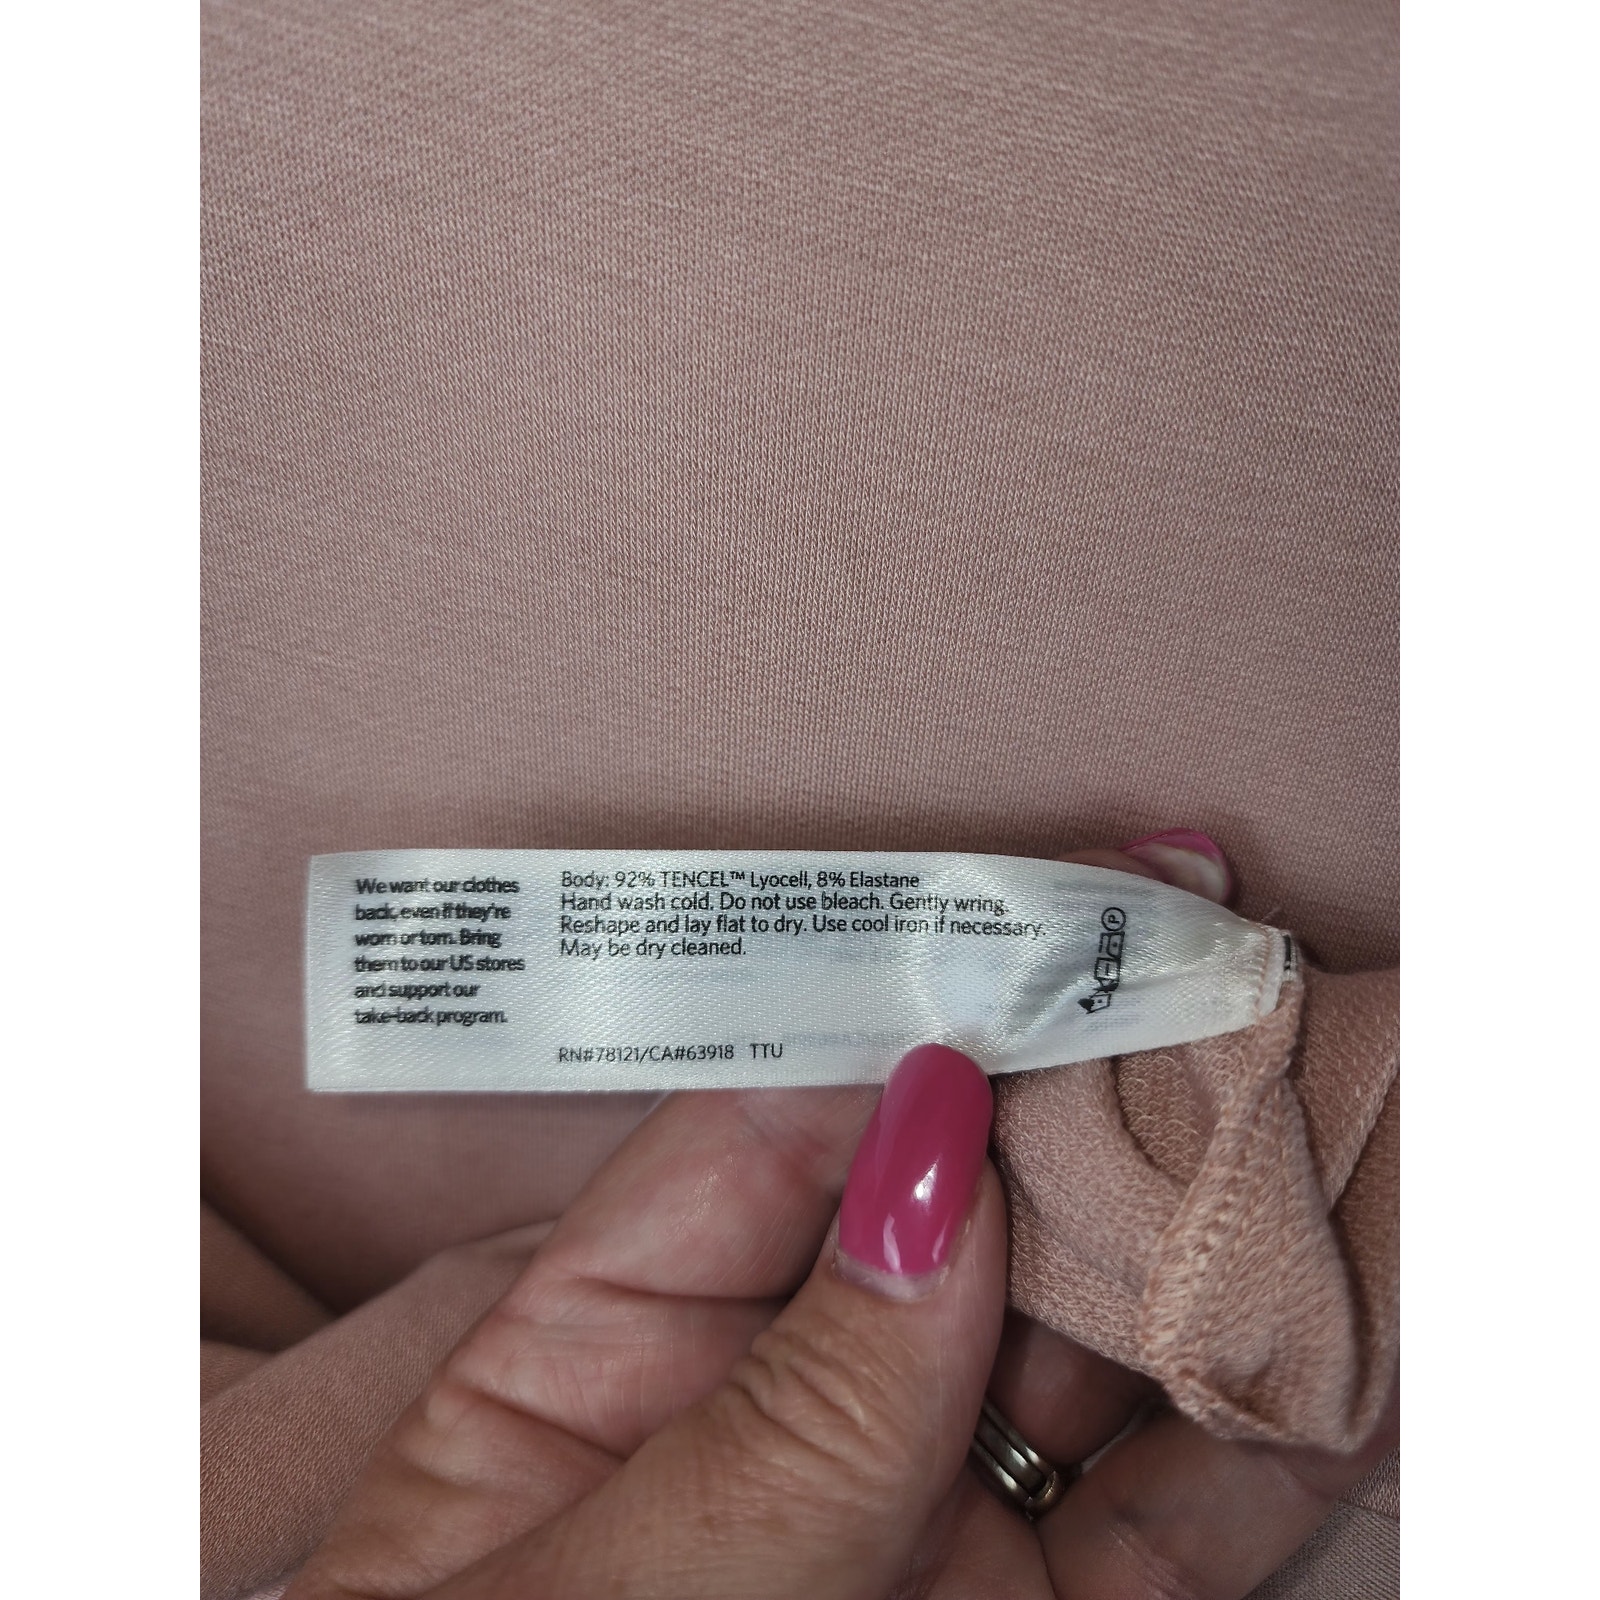 We want our clothes
back, even if they're
worn or torn. Bring
them to our US stores
and support our
take-back program.
Body: 92% TENCEL™ Lyocell, 8% Elastane
Hand wash cold. Do not use bleach. Gently wring.
Reshape and lay flat to dry. Use cool iron if necessary.
May be dry cleaned.
RN#78121/CA#63918 TTU
P